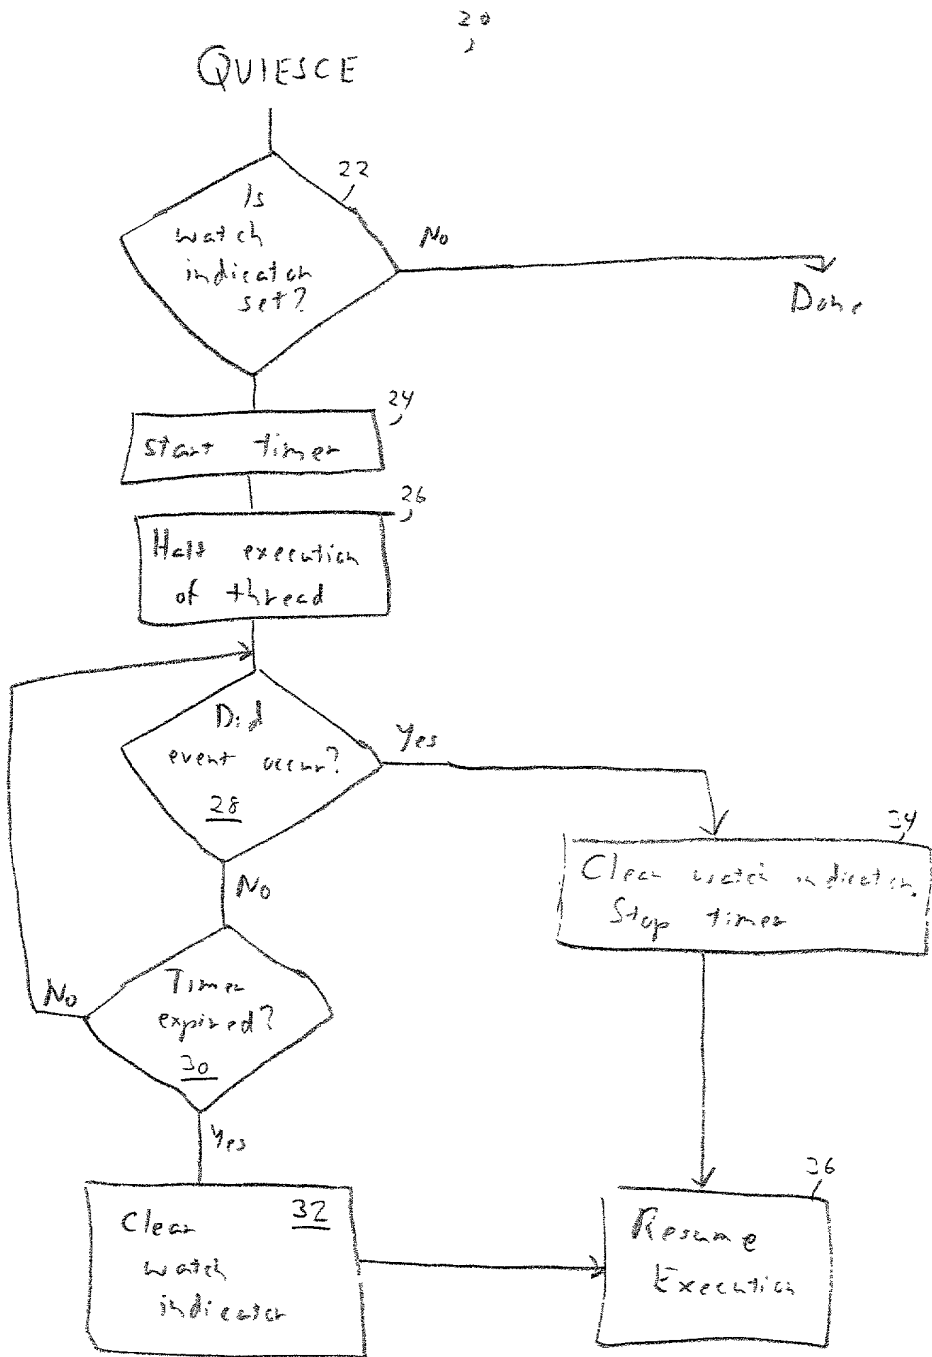 20
QUIESCE
22
Is
watch
indicator
set?
No
Done
24
start timer
26
Halt execution
of thread
Did
event occur?
28
Yes
No
34
Clear watch indicator.
Stop timer
Timer
expired?
30
No
Yes
32
Clear
watch
indicator
36
Resume
Execution